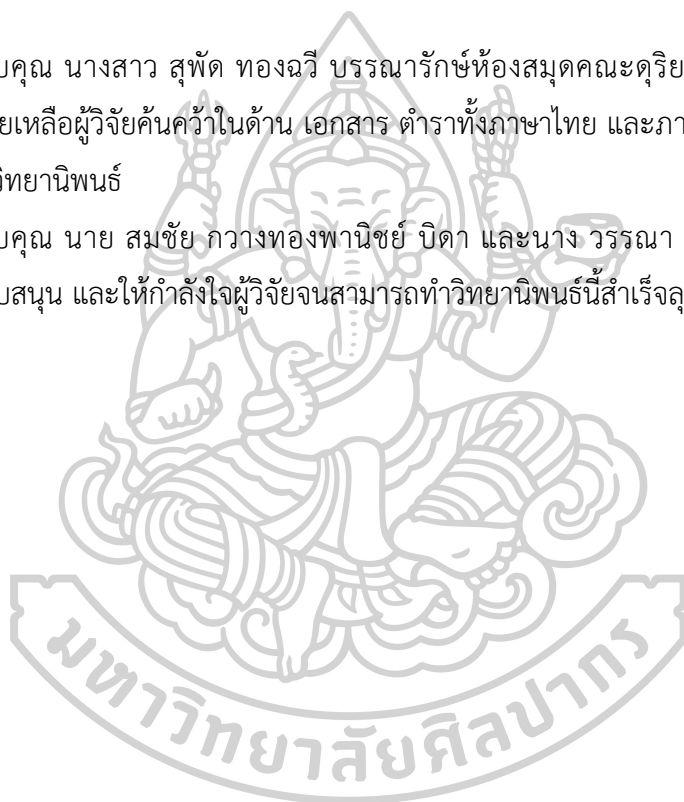 บคุณ นางสาว สุพัด ทองฉวี บรรณารักษ์ห้องสมุดคณะดุริย
ยเหลือผู้วิจัยค้นคว้าในด้าน เอกสาร ตำราทั้งภาษาไทย และภา
วิทยานิพนธ์
บคุณ นาย สมชัย กวางทองพานิชย์ บิดา และนาง วรรณา
บสนุน และให้กำลังใจผู้วิจัยจนสามารถทำวิทยานิพนธ์นี้สำเร็จลุ
มหาวิทยาลัยศิลปากร